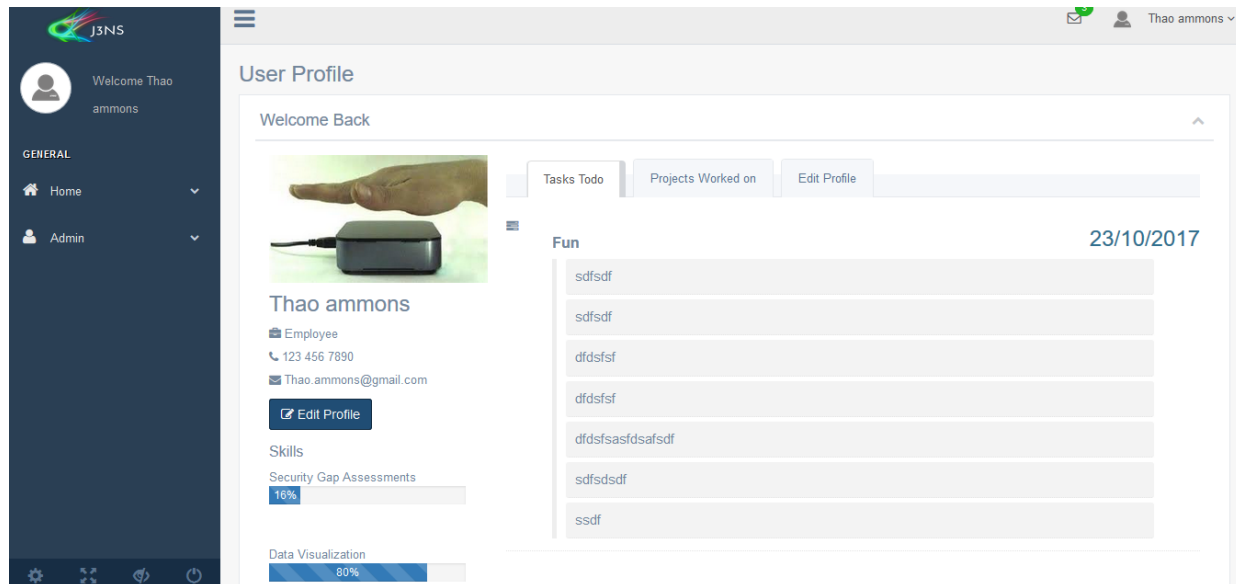 J3NS
3
Thao ammons
Welcome Thao
ammons
GENERAL
Home
Admin
User Profile
Welcome Back
Tasks Todo
Projects Worked on
Edit Profile
Fun
23/10/2017
sdfsdf
sdfsdf
dfdsfsf
dfdsfsf
dfdsfsasfdsafsdf
sdfsdsdf
ssdf
Thao ammons
Employee
123 456 7890
Thao.ammons@gmail.com
Edit Profile
Skills
Security Gap Assessments
16%
Data Visualization
80%